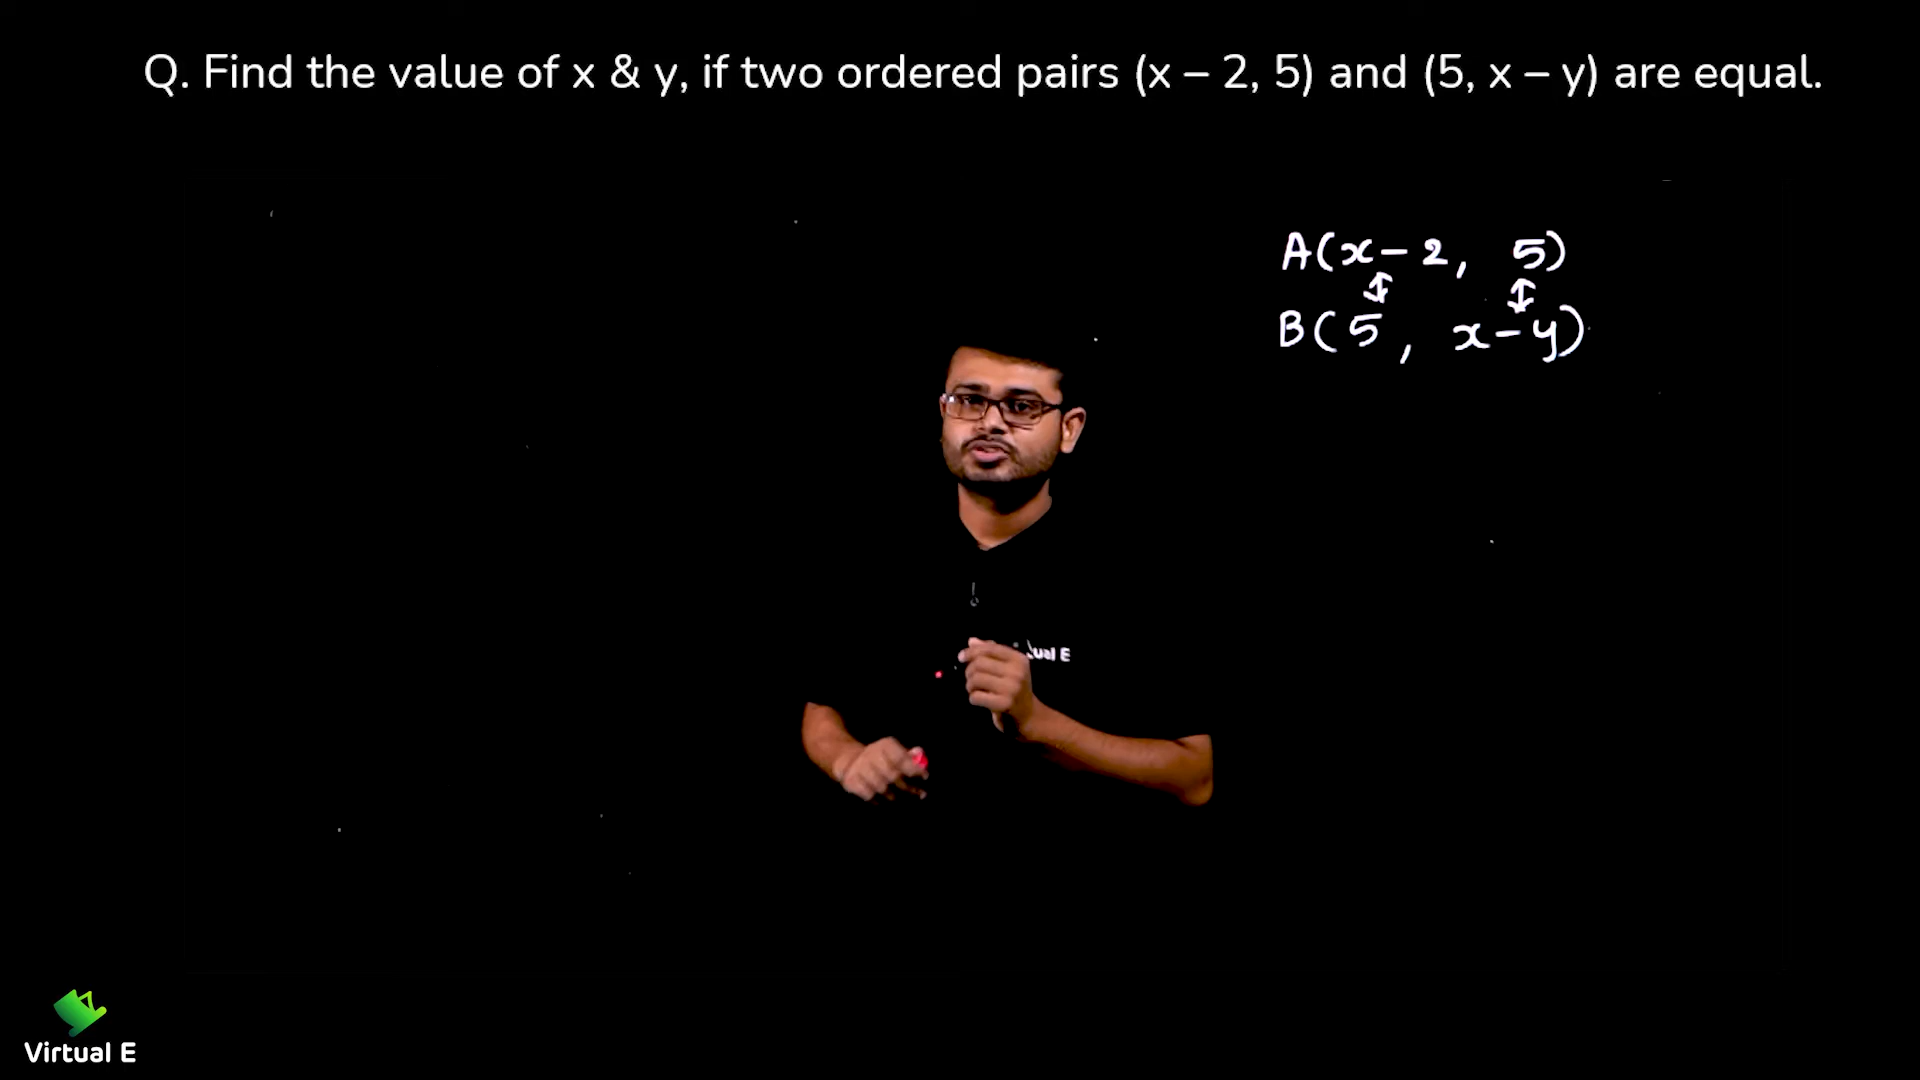 Q. Find the value of x & y, if two ordered pairs (x – 2, 5) and (5, x – y) are equal.
A(x – 2, 5)
↕ ↕
B(5, x – y)
E
Virtual E